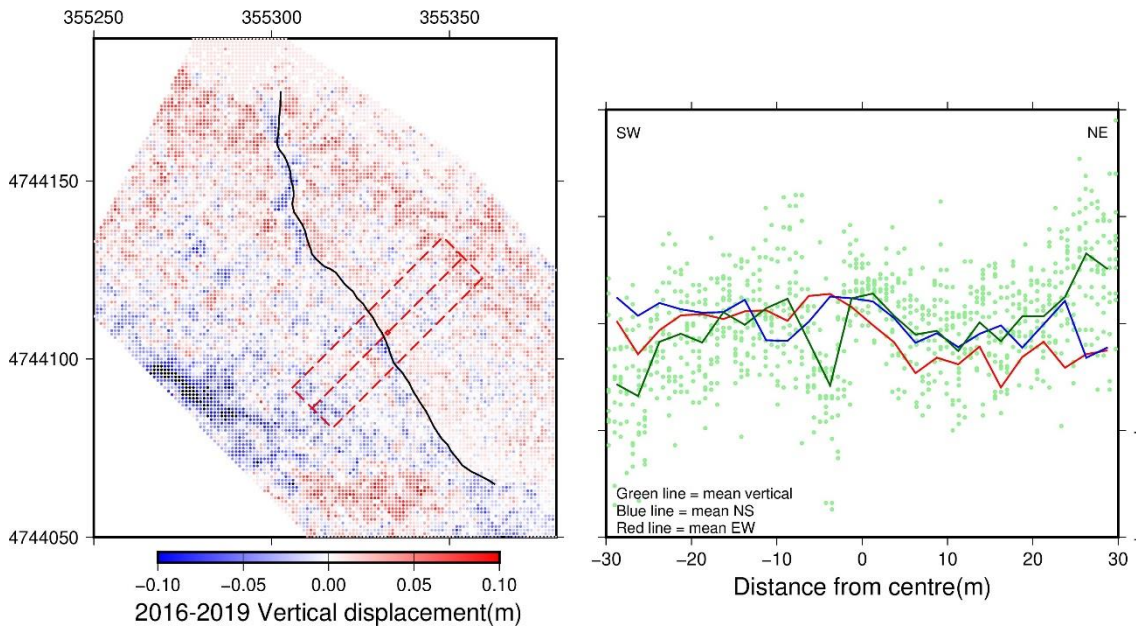 355250 355300 355350
4744150
4744100
4744050
−0.10 −0.05 0.00 0.05 0.10
2016-2019 Vertical displacement(m)
SW NE
Green line = mean vertical
Blue line = mean NS
Red line = mean EW
−30 −20 −10 0 10 20 30
Distance from centre(m)